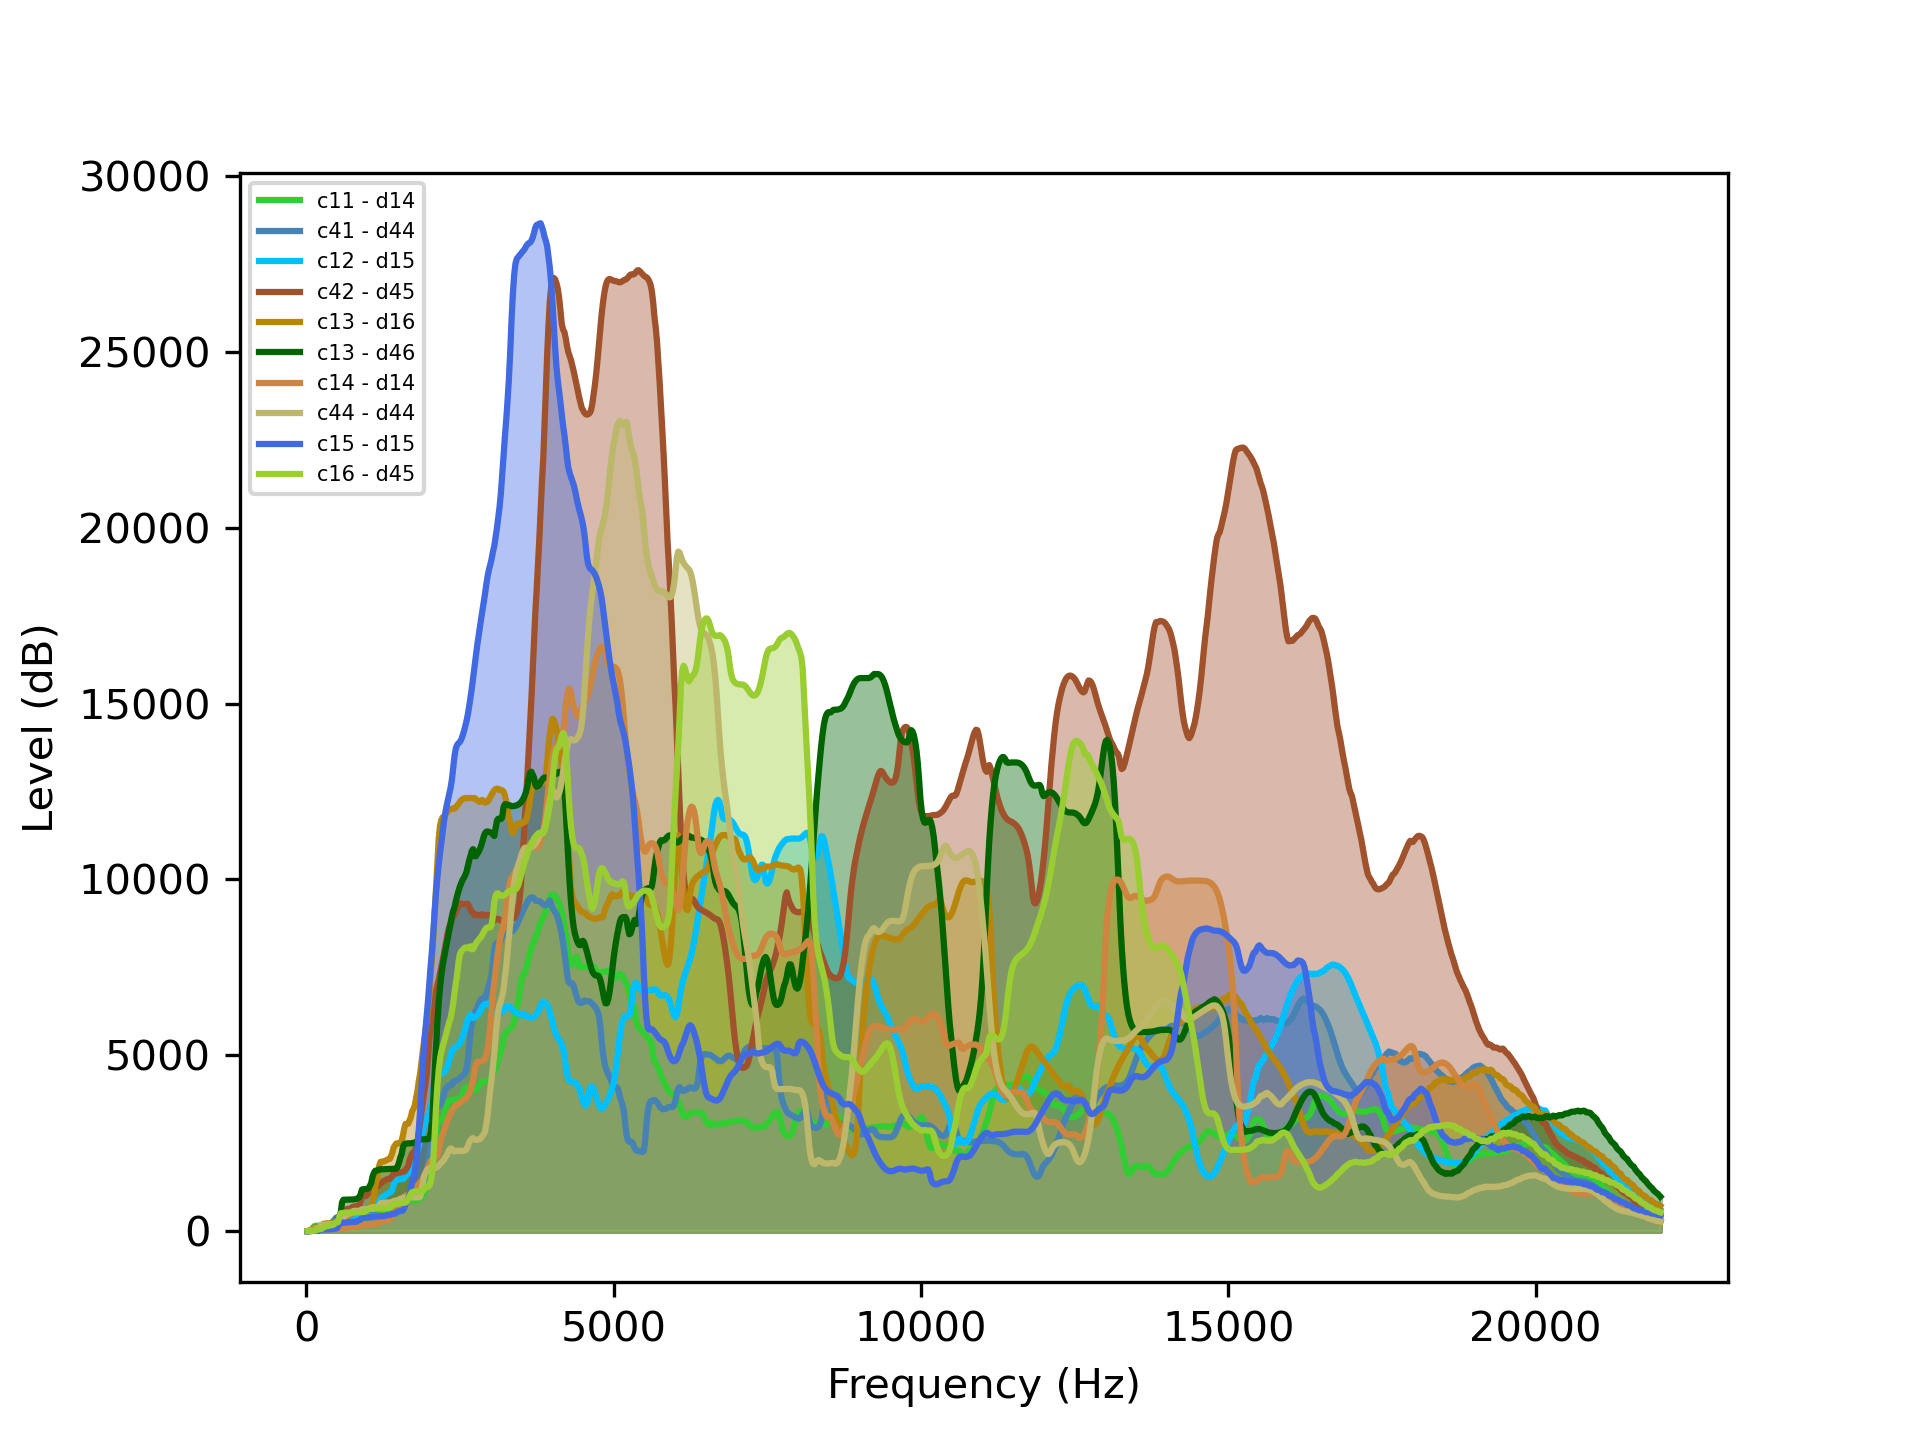 30000
25000
20000
15000
10000
5000
0
Level (dB)
c11 - d14
c41 - d44
c12 - d15
c42 - d45
c13 - d16
c13 - d46
c14 - d14
c44 - d44
c15 - d15
c16 - d45
0 5000 10000 15000 20000
Frequency (Hz)